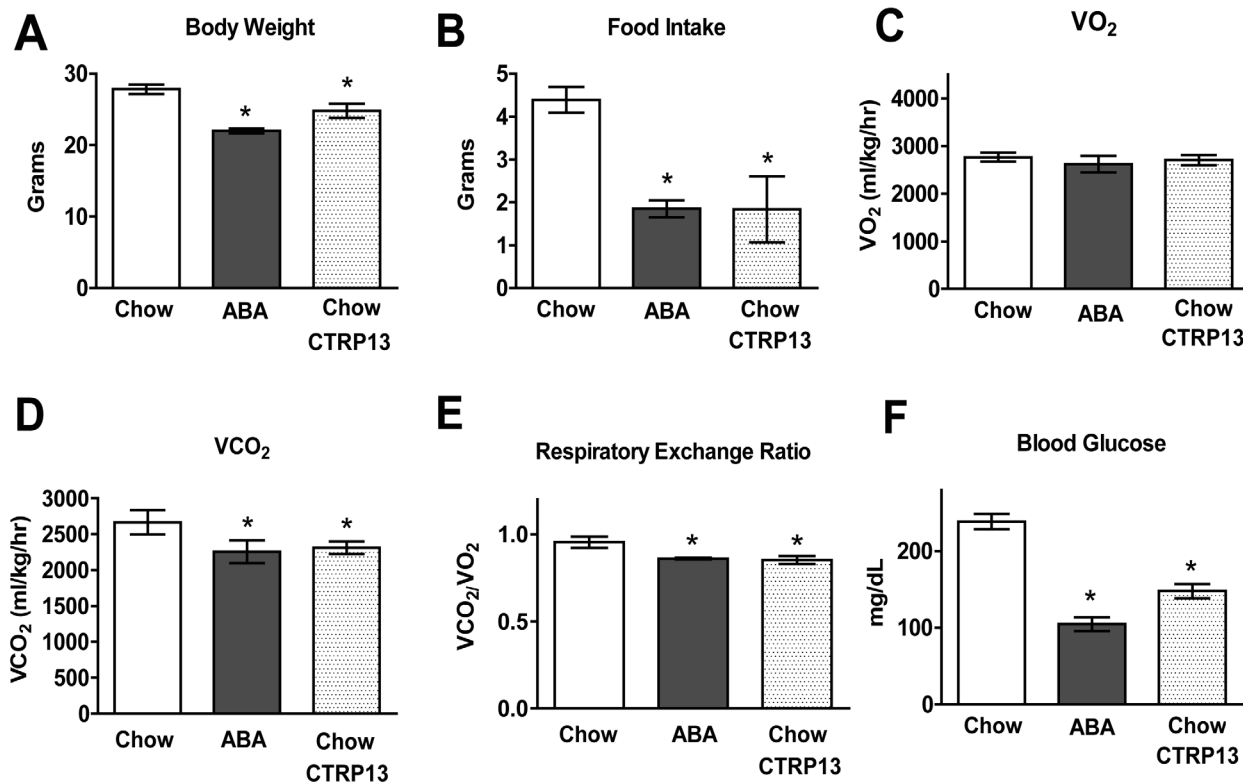 A
Body Weight
Grams
30
20
10
0
*
*
Chow
ABA
Chow
CTRP13
B
Food Intake
Grams
5
4
3
2
1
0
*
*
Chow
ABA
Chow
CTRP13
C
VO₂
VO₂ (ml/kg/hr)
4000
3000
2000
1000
0
Chow
ABA
Chow
CTRP13
D
VCO₂
VCO₂ (ml/kg/hr)
3000
2500
2000
1500
1000
500
0
*
*
Chow
ABA
Chow
CTRP13
E
Respiratory Exchange Ratio
VCO₂/VO₂
1.0
0.5
0.0
*
*
Chow
ABA
Chow
CTRP13
F
Blood Glucose
mg/dL
200
100
0
*
*
Chow
ABA
Chow
CTRP13